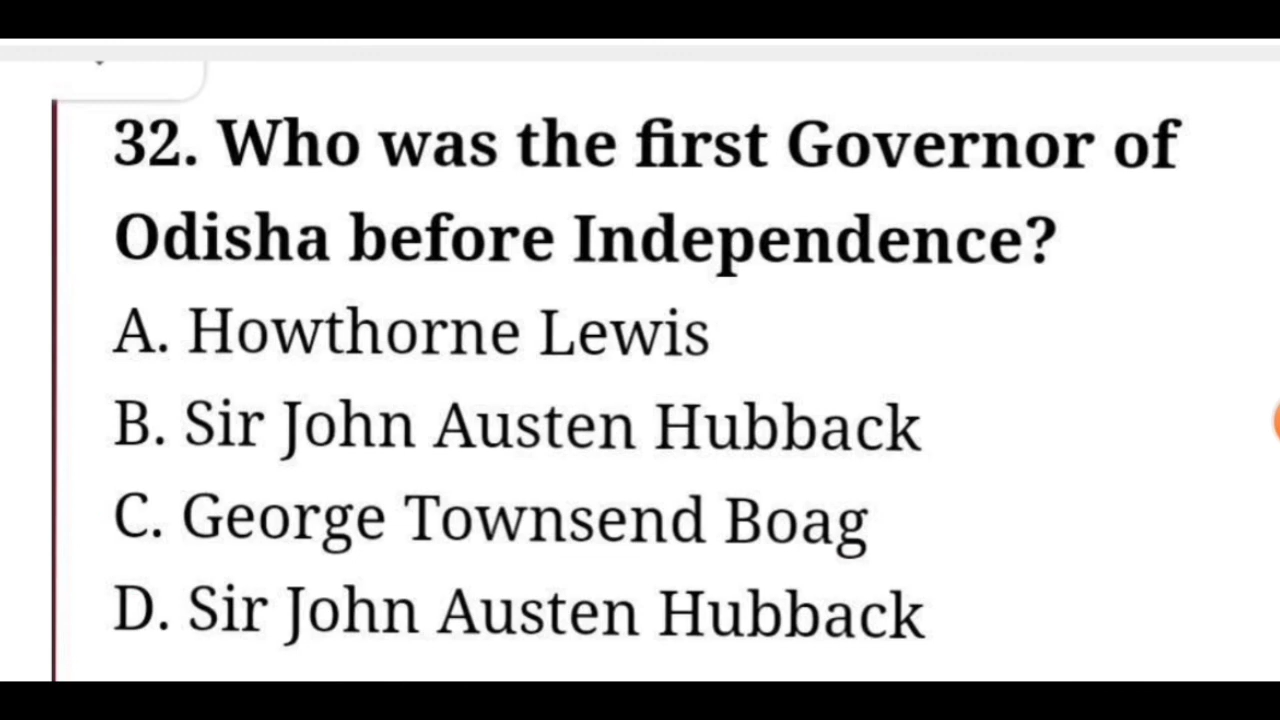 32. Who was the first Governor of
Odisha before Independence?
A. Howthorne Lewis
B. Sir John Austen Hubback
C. George Townsend Boag
D. Sir John Austen Hubback